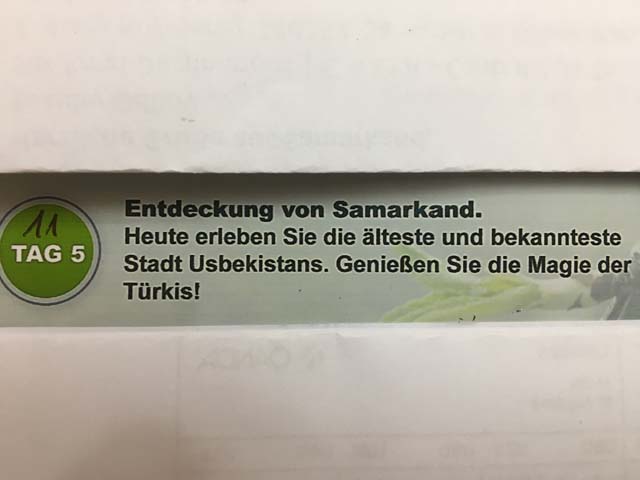 11
TAG 5
Entdeckung von Samarkand.
Heute erleben Sie die älteste und bekannteste
Stadt Usbekistans. Genießen Sie die Magie der
Türkis!